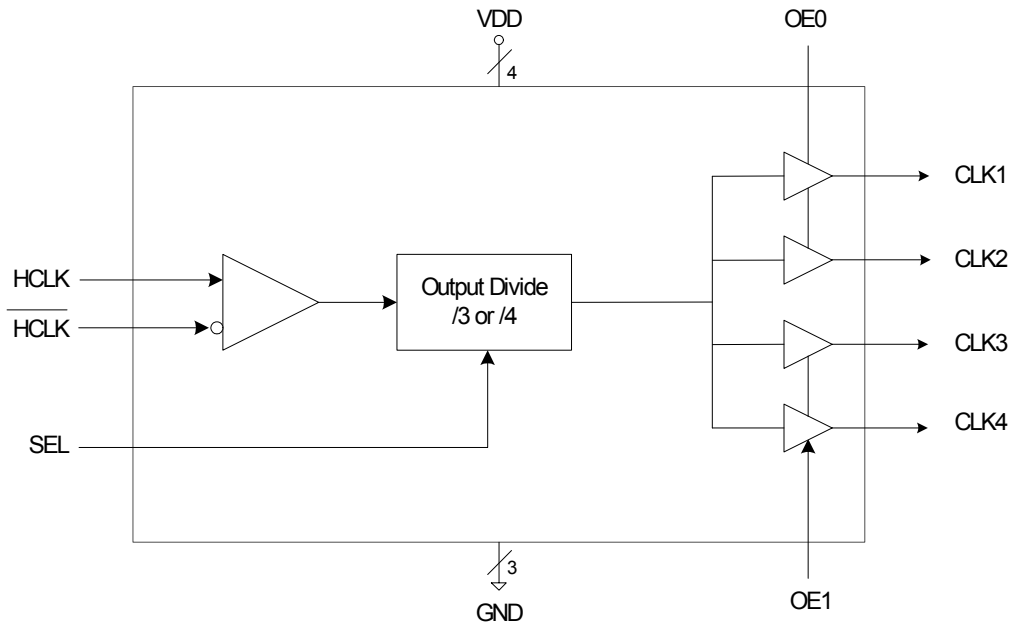 VDD
OE0
4
CLK1
CLK2
HCLK
Output Divide
/3 or /4
HCLK
CLK3
SEL
CLK4
3
GND
OE1